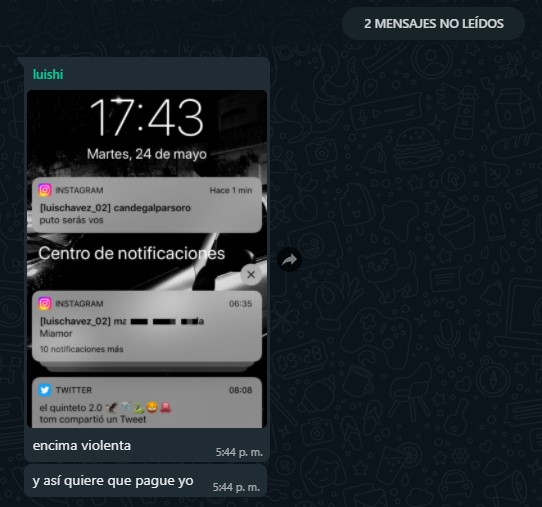 2 MENSAJES NO LEÍDOS
luishi
17:43
Martes, 24 de mayo
INSTAGRAM Hace 1 min
[luischavez_02] candegalparsoro
puto serás vos
Centro de notificaciones
INSTAGRAM 06:35
[luischavez_02] ma a
Miamor
10 notificaciones más
TWITTER 08:08
el quinteto 2.0
tom compartió un Tweet
encima violenta
5:44 p. m.
y así quiere que pague yo
5:44 p. m.